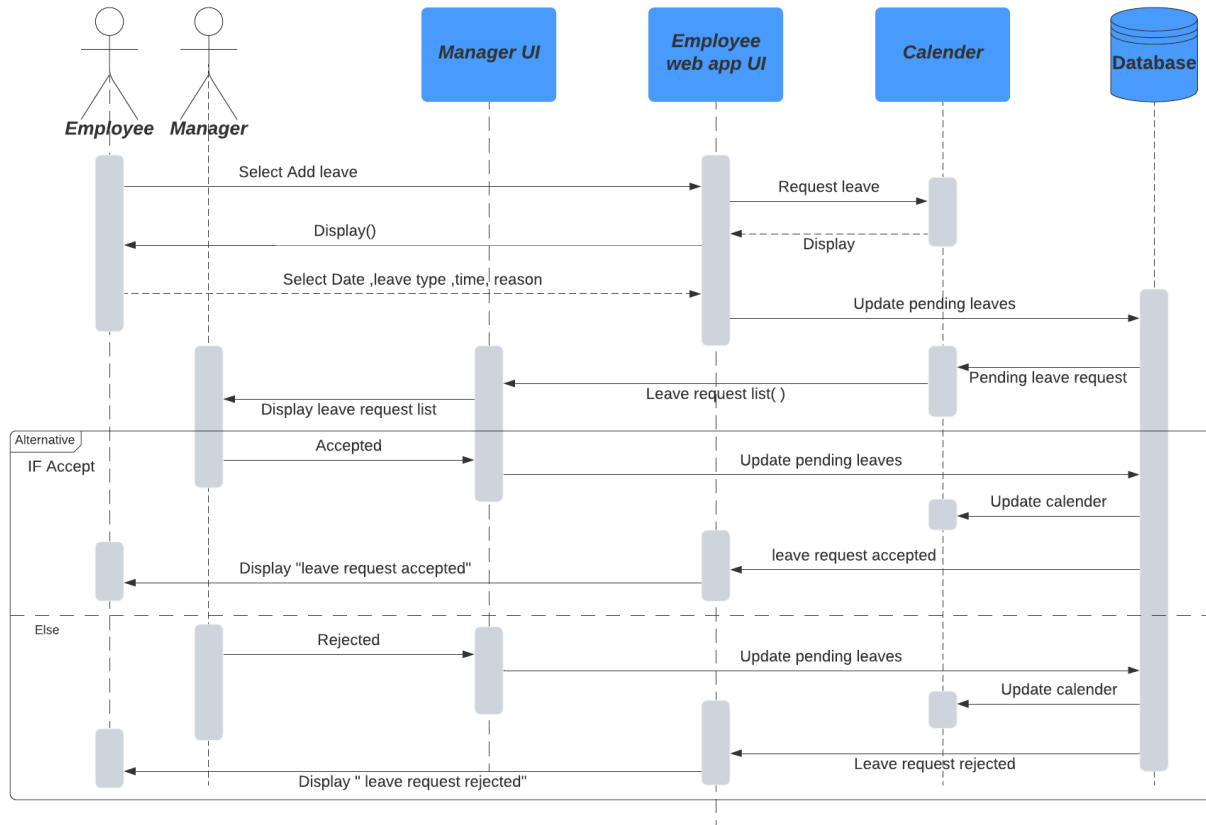 Employee
Manager
Manager UI
Employee
web app UI
Calender
Database
Select Add leave
Request leave
Display()
Display
Select Date ,leave type ,time, reason
Update pending leaves
Pending leave request
Leave request list( )
Display leave request list
Alternative
IF Accept
Accepted
Update pending leaves
Update calender
leave request accepted
Display "leave request accepted"
Else
Rejected
Update pending leaves
Update calender
Leave request rejected
Display " leave request rejected"